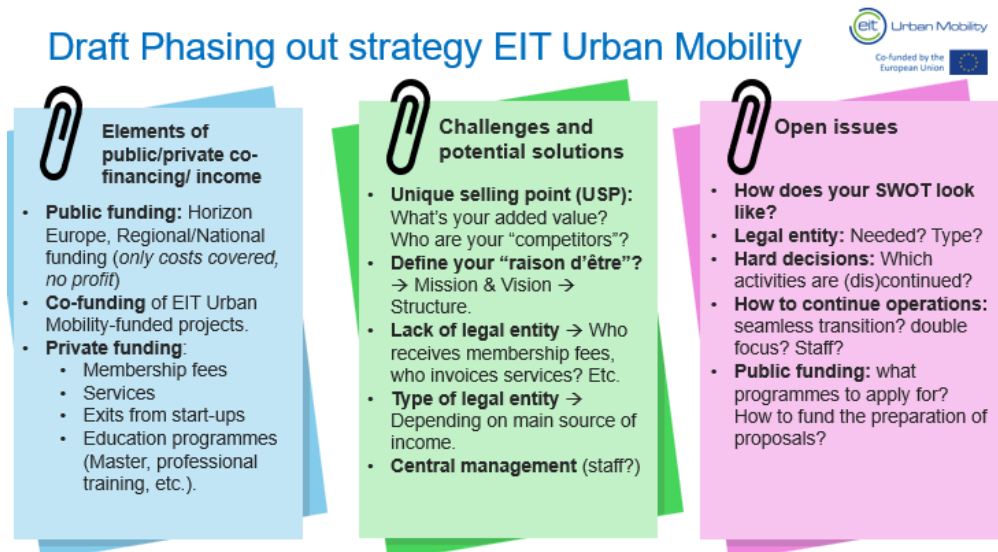 Draft Phasing out strategy EIT Urban Mobility
eit Urban Mobility
Co-funded by the
European Union
Elements of
public/private co-
financing/ income
• Public funding: Horizon
Europe, Regional/National
funding (only costs covered,
no profit)
• Co-funding of EIT Urban
Mobility-funded projects.
• Private funding:
• Membership fees
• Services
• Exits from start-ups
• Education programmes
(Master, professional
training, etc.).
Challenges and
potential solutions
• Unique selling point (USP):
What's your added value?
Who are your “competitors”?
• Define your “raison d’être”?
→ Mission & Vision →
Structure.
• Lack of legal entity → Who
receives membership fees,
who invoices services? Etc.
• Type of legal entity →
Depending on main source of
income.
• Central management (staff?)
Open issues
• How does your SWOT look
like?
• Legal entity: Needed? Type?
• Hard decisions: Which
activities are (dis)continued?
• How to continue operations:
seamless transition? double
focus? Staff?
• Public funding: what
programmes to apply for?
How to fund the preparation of
proposals?